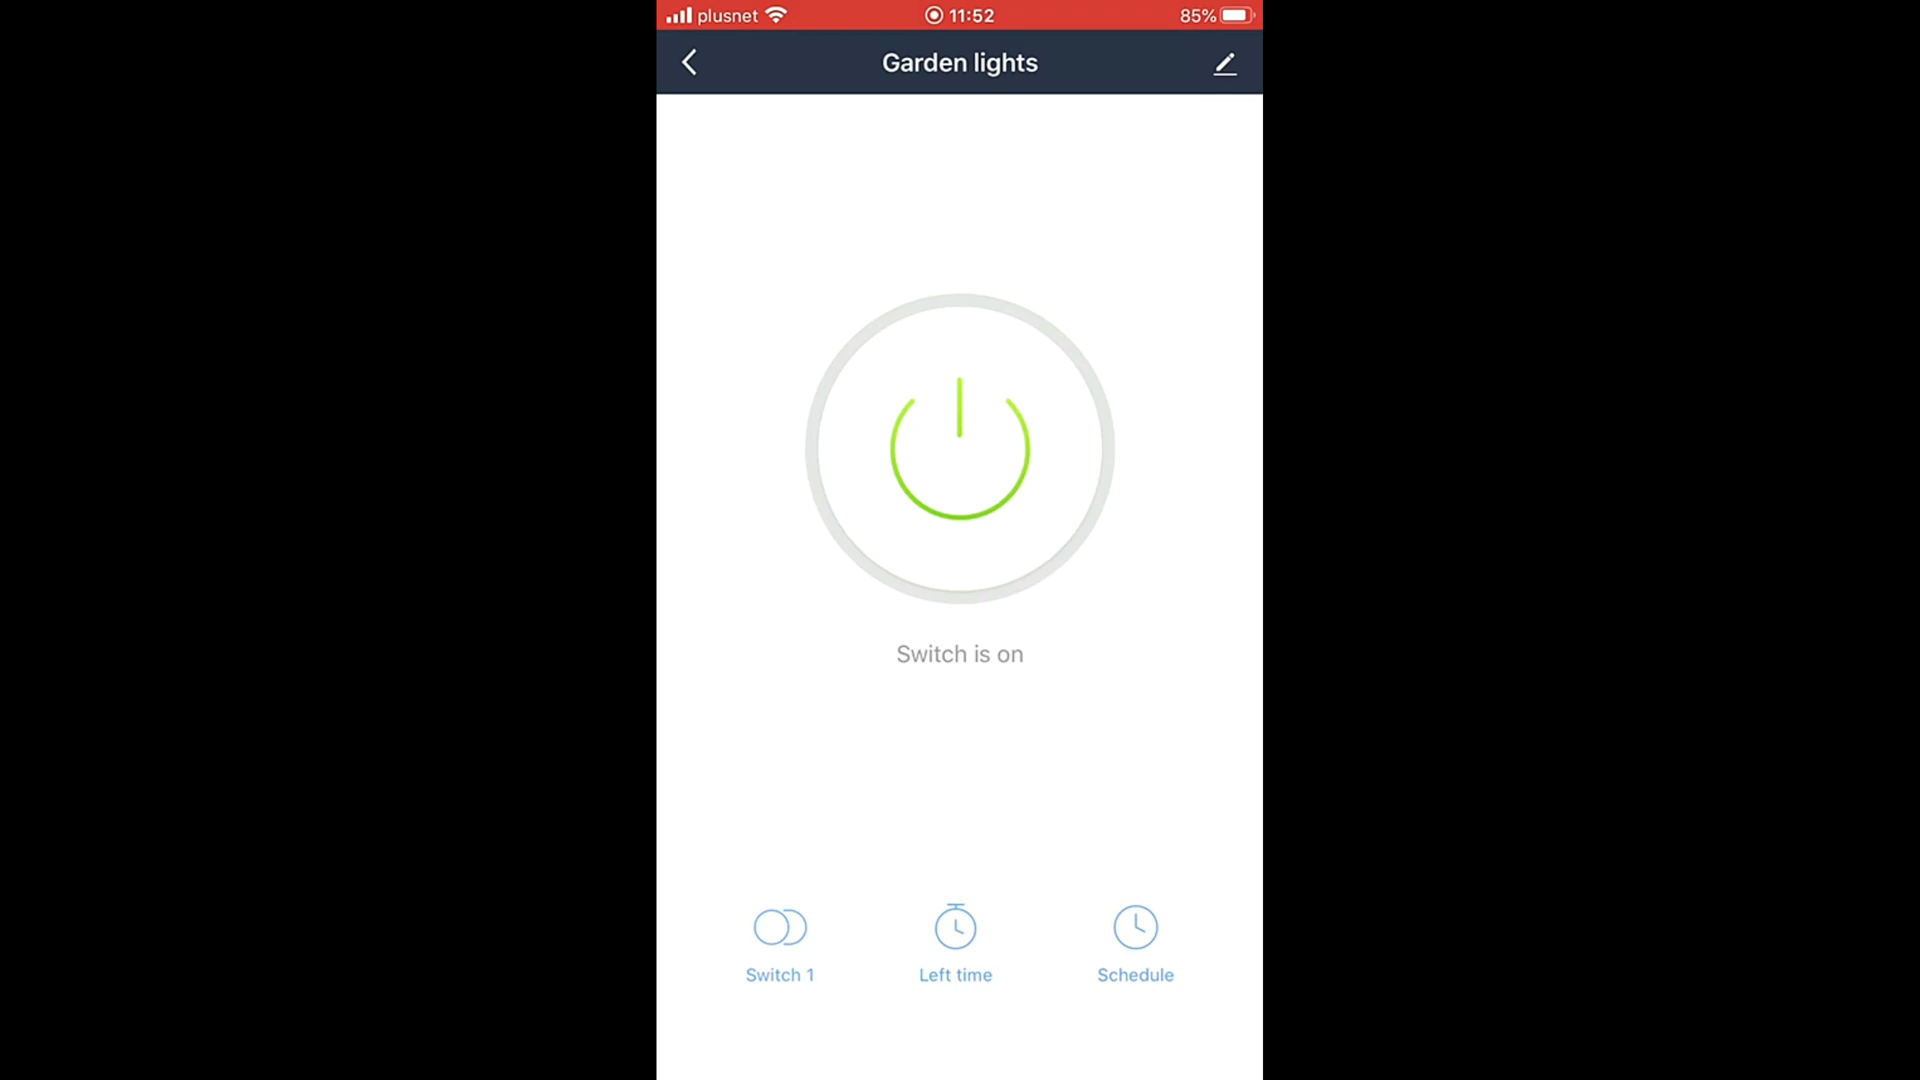 plusnet 11:52 85%
Garden lights
Switch is on
Switch 1 Left time Schedule